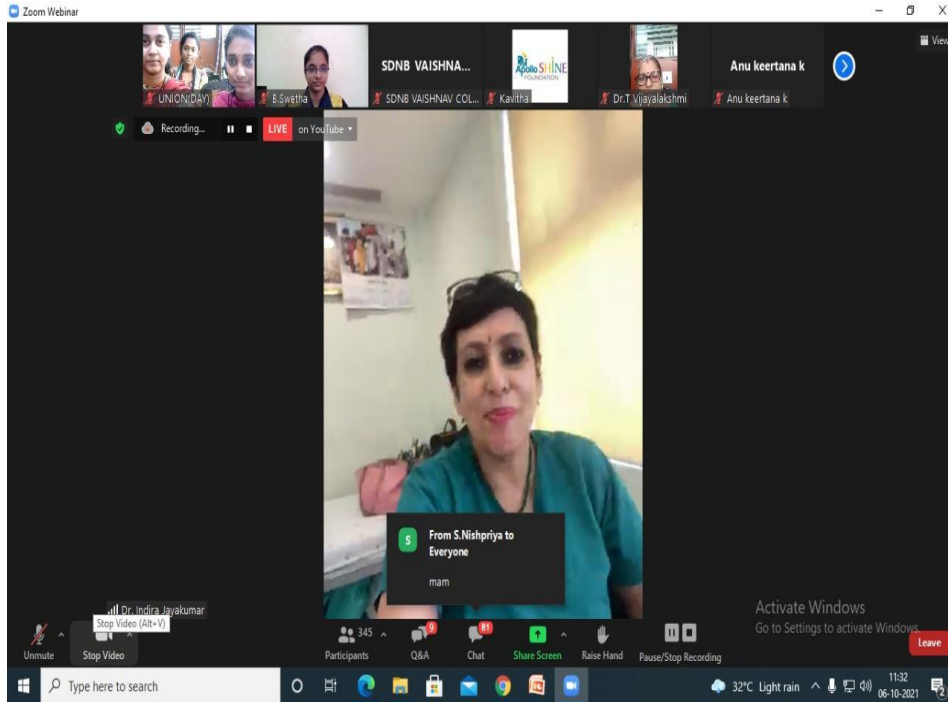 Zoom Webinar
View
SDNB VAISHNA...
Apollo SHINE
FOUNDATION
Anu keertana k
UNION(DAY)
B.Swetha
SDNB VAISHNAV COL...
Kavitha
Dr.T.Vijayalakshmi
Anu keertana k
Recording...
LIVE on YouTube
S
From S.Nishpriya to
Everyone
mam
Dr. Indira Jayakumar
Stop Video (Alt+V)
Activate Windows
Go to Settings to activate Windows.
345
9
81
Unmute
Stop Video
Participants
Q&A
Chat
Share Screen
Raise Hand
Pause/Stop Recording
Leave
Type here to search
32°C Light rain
11:32
06-10-2021
2